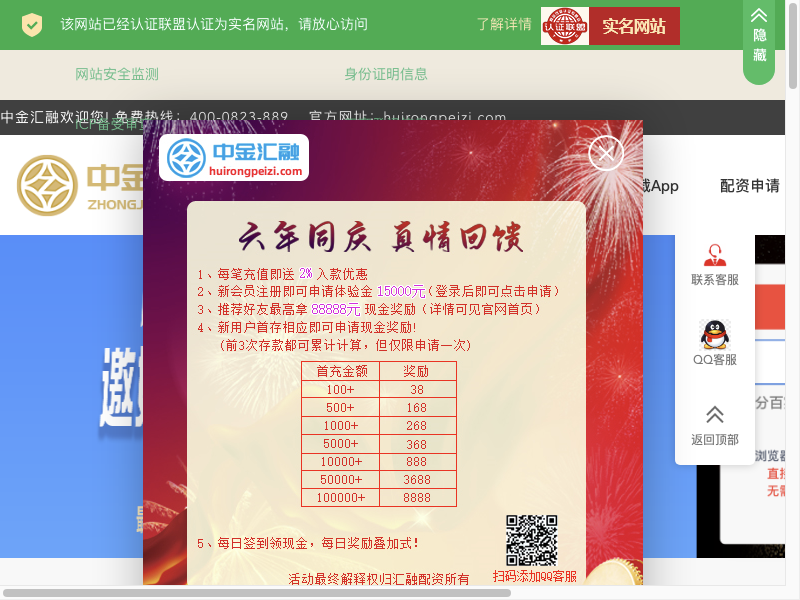 该网站已经认证联盟认证为实名网站，请放心访问
了解详情
认证联盟
实名网站
隐藏
网站安全监测
身份证明信息
中金汇融欢迎您! 免费热线：400-0823-889
官网网址：huirongpeizi.com
中金
ZHONGJ
中金汇融
huirongpeizi.com
App
配资申请
六年同庆 真情回馈
1、每笔充值即送 2% 入款优惠
2、新会员注册即可申请体验金 15000元（登录后即可点击申请）
3、推荐好友最高拿 88888元 现金奖励（详情可见官网首页）
4、新用户首存相应即可申请现金奖励!
(前3次存款都可累计计算，但仅限申请一次)
首充金额 奖励
100+ 38
500+ 168
1000+ 268
5000+ 368
10000+ 888
50000+ 3688
100000+ 8888
5、每日签到领现金，每日奖励叠加式!
扫码添加QQ客服
活动最终解释权归汇融配资所有
邀
联系客服
QQ客服
返回顶部
分百
浏览器
直接
无需